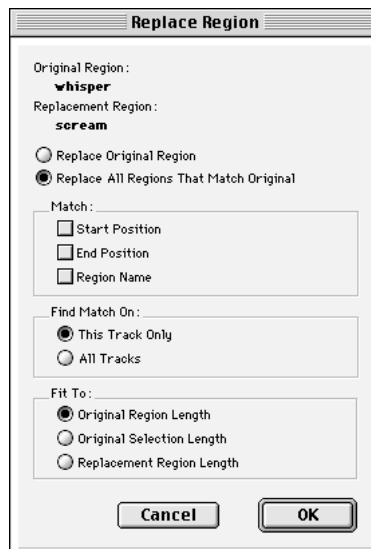 Replace Region
Original Region:
whisper
Replacement Region:
scream
Replace Original Region
Replace All Regions That Match Original
Match:
Start Position
End Position
Region Name
Find Match On:
This Track Only
All Tracks
Fit To:
Original Region Length
Original Selection Length
Replacement Region Length
Cancel OK